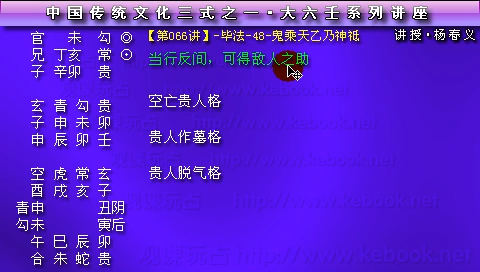 中国传统文化三式之一·大六壬系列讲座
【第066讲】-毕法-48-鬼乘天乙乃神祗
讲授·杨春义
官 未 勾 ◎
兄 丁亥 常 ⊙
子 辛卯 贵
当行反间，可得敌人之助
玄 青 勾 贵
子 申 未 卯
申 辰 卯 壬
空亡贵人格
贵人作墓格
贵人脱气格
空 虎 常 玄
酉 戌 亥 子
青申 丑阴
勾未 寅后
午 巳 辰 卯
合 朱 蛇 贵
http://www.kebook.net